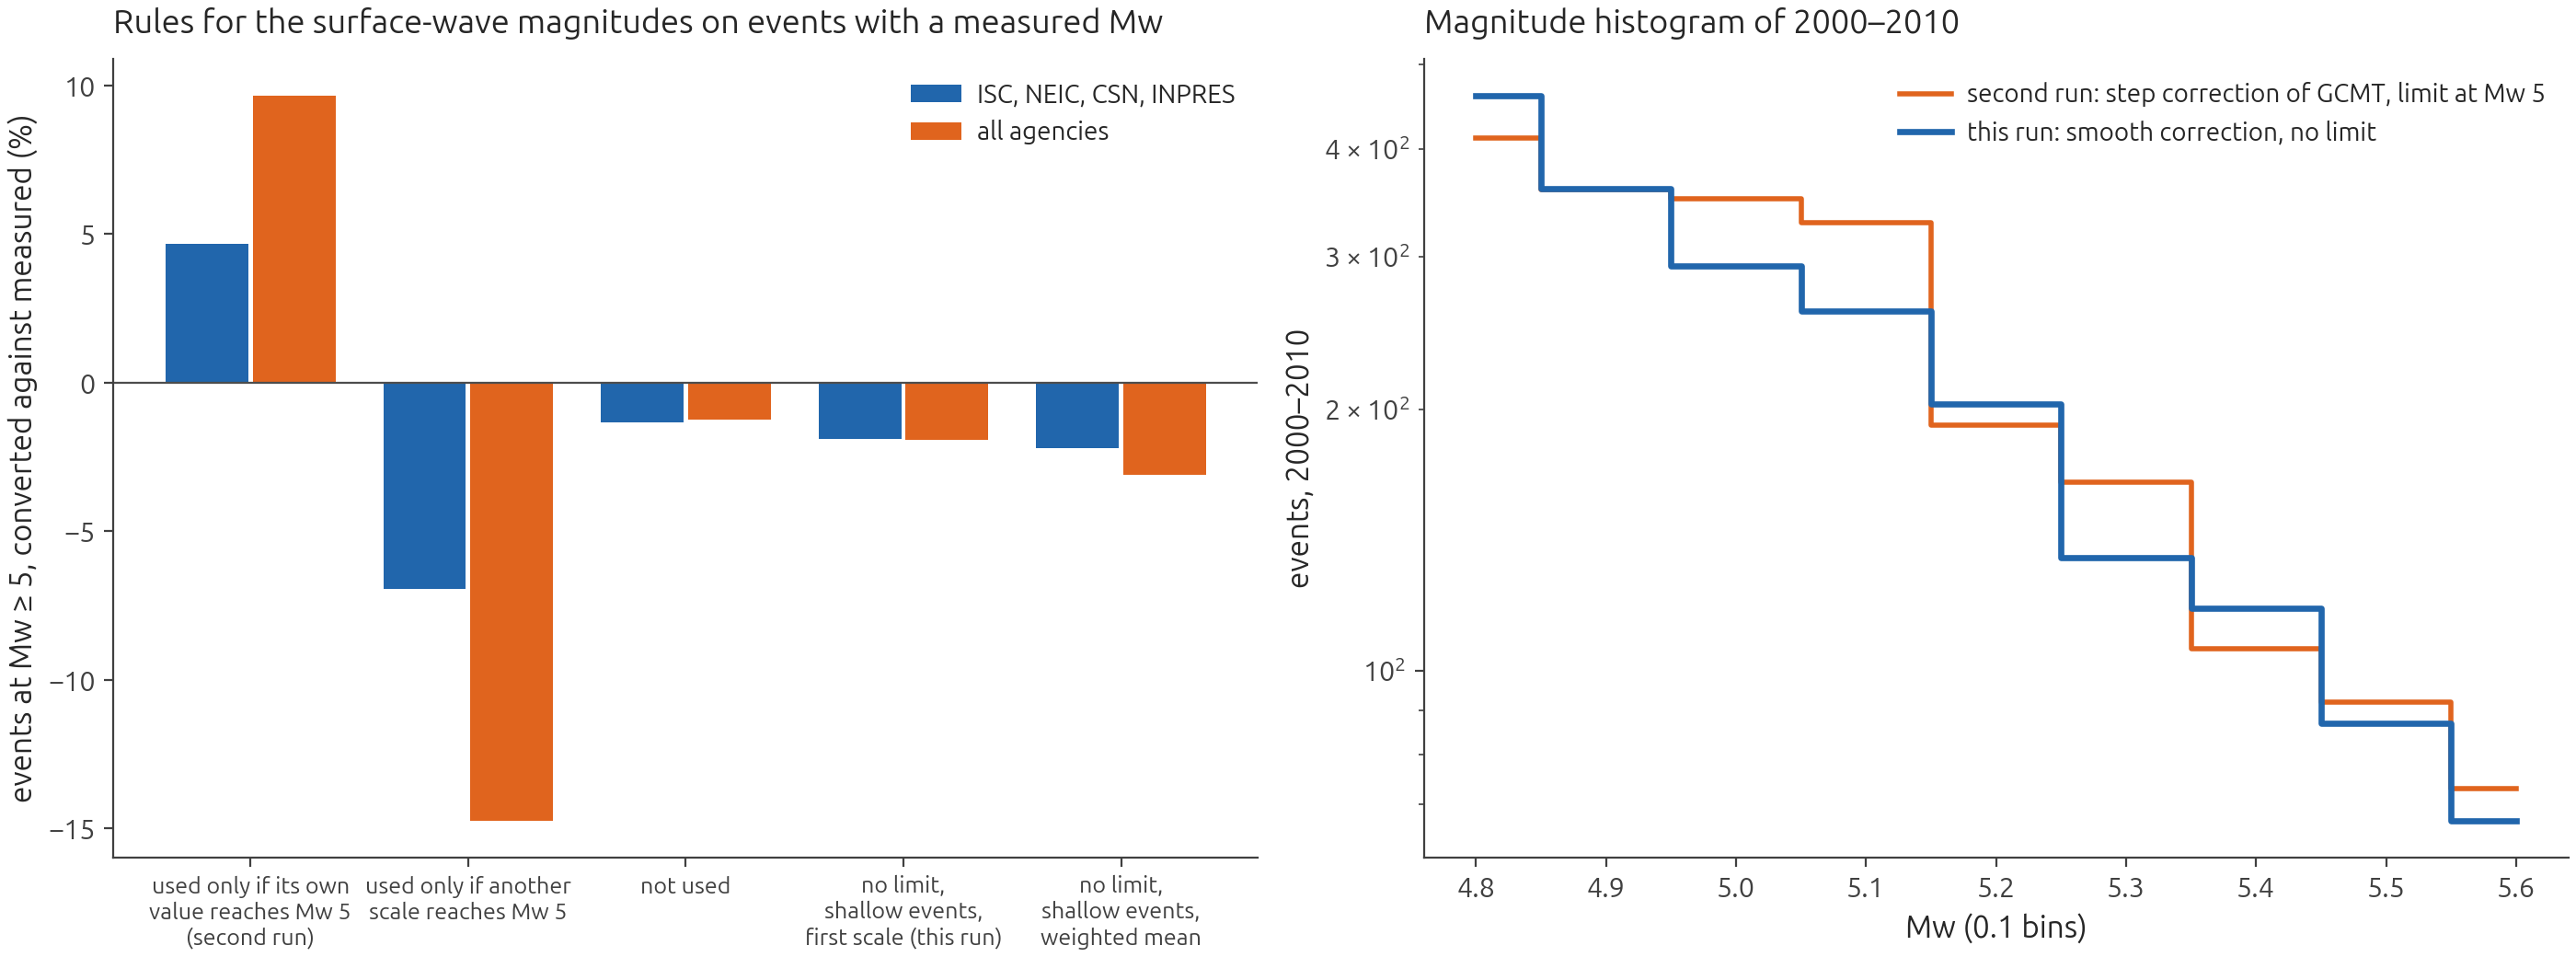 Rules for the surface-wave magnitudes on events with a measured Mw
events at Mw ≥ 5, converted against measured (%)
10
5
0
−5
−10
−15
ISC, NEIC, CSN, INPRES
all agencies
used only if its own
value reaches Mw 5
(second run)
used only if another
scale reaches Mw 5
not used
no limit,
shallow events,
first scale (this run)
no limit,
shallow events,
weighted mean
Magnitude histogram of 2000–2010
events, 2000–2010
4 × 10²
3 × 10²
2 × 10²
10²
second run: step correction of GCMT, limit at Mw 5
this run: smooth correction, no limit
4.8 4.9 5.0 5.1 5.2 5.3 5.4 5.5 5.6
Mw (0.1 bins)